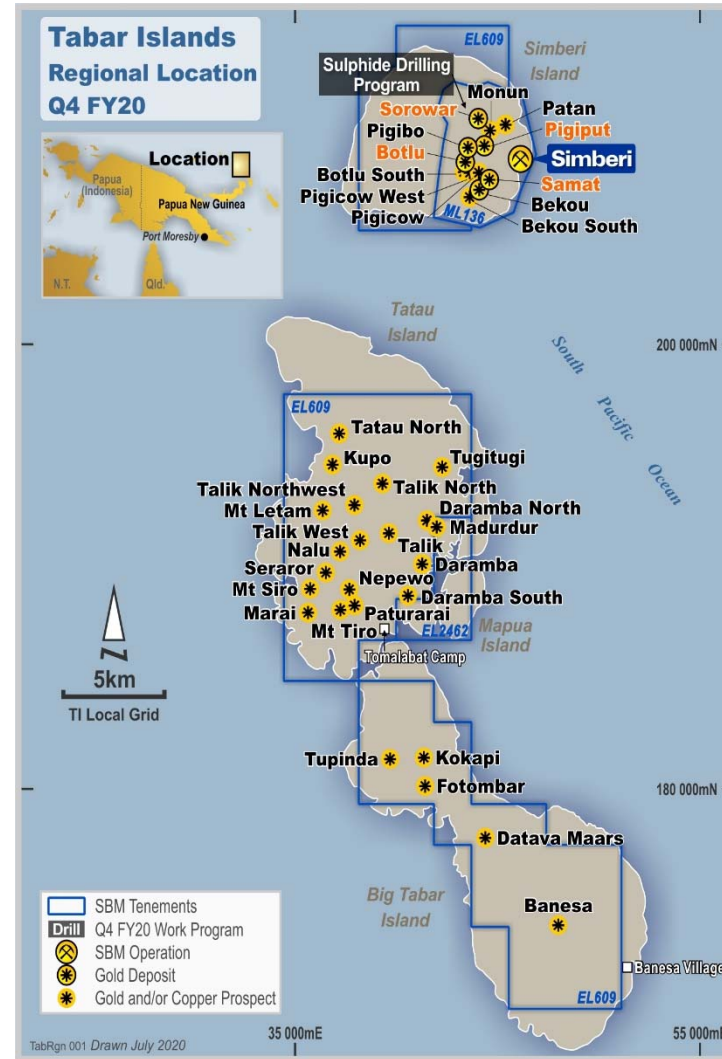 Tabar Islands
Regional Location
Q4 FY20
Location
Papua
(Indonesia)
Papua New Guinea
Port Moresby
N.T.
Qld.
EL609
Simberi
Island
Sulphide Drilling
Program
Monun
Sorowar
Patan
Pigibo
Pigiput
Botlu
Simberi
Botlu South
Samat
Pigicow West
Bekou
Pigicow
ML136
Bekou South
Tatau
Island
200 000mN
South Pacific Ocean
EL609
Tatau North
Kupo
Tugitugi
Talik Northwest
Talik North
Mt Letam
Daramba North
Talik West
Madurdur
Nalu
Talik
Seraror
Daramba
Mt Siro
Nepewo
Daramba South
Marai
Paturarai
Mt Tiro
EL2462
Mapua
Island
Tomalabat Camp
N
5km
TI Local Grid
Tupinda
Kokapi
Fotombar
180 000mN
Datava Maars
Big Tabar
Island
Banesa
Banesa Village
EL609
SBM Tenements
Drill Q4 FY20 Work Program
SBM Operation
Gold Deposit
Gold and/or Copper Prospect
TabRgn 001 Drawn July 2020
35 000mE
55 000mE